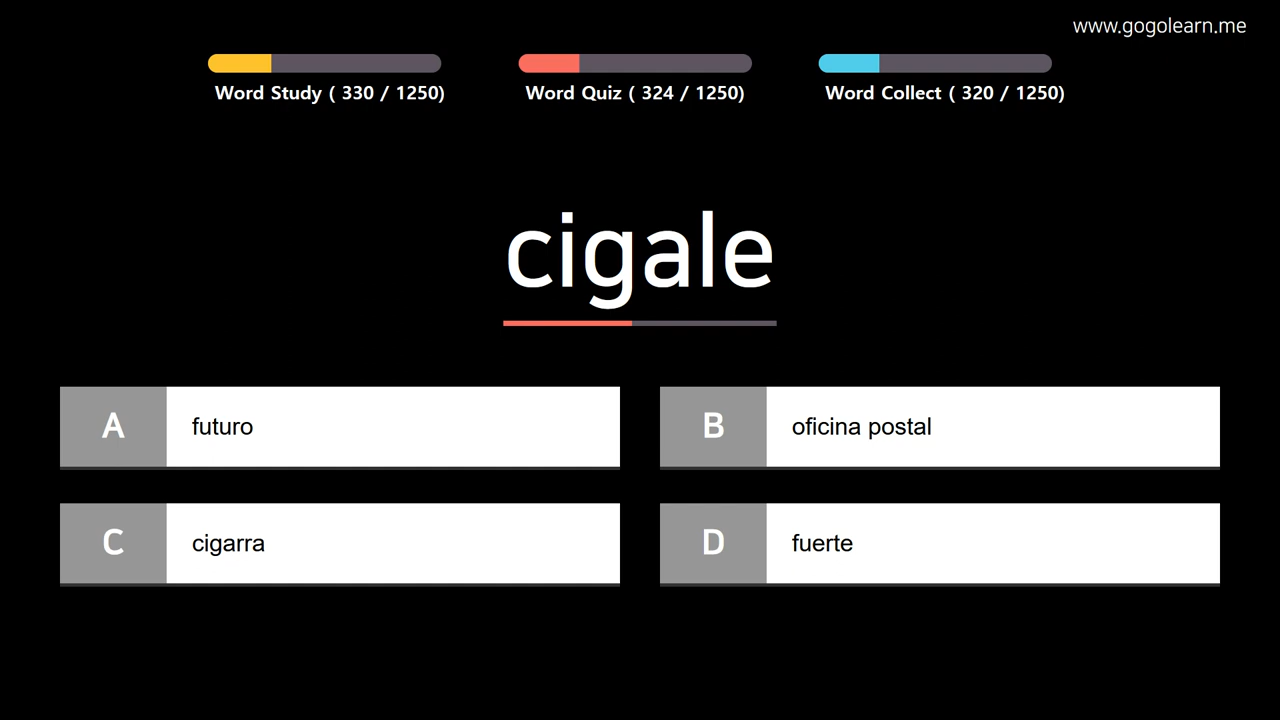 www.gogolearn.me
Word Study ( 330 / 1250)
Word Quiz ( 324 / 1250)
Word Collect ( 320 / 1250)
cigale
A futuro
B oficina postal
C cigarra
D fuerte